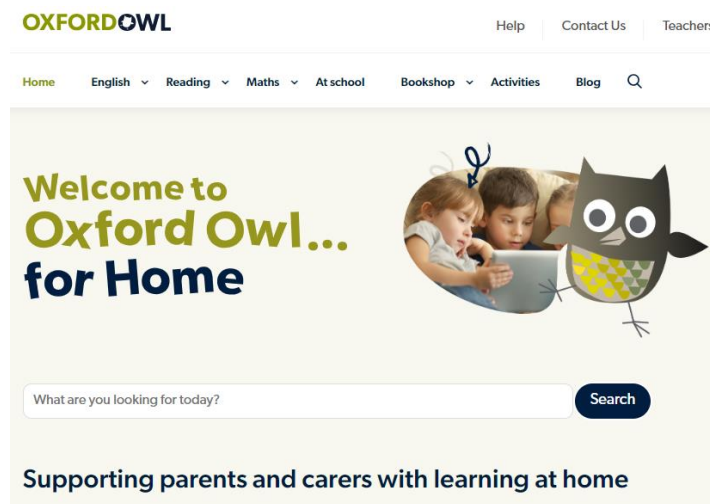 OXFORDOWL
Help Contact Us Teachers
Home English Reading Maths At school Bookshop Activities Blog
Welcome to
Oxford Owl...
for Home
What are you looking for today? Search
Supporting parents and carers with learning at home